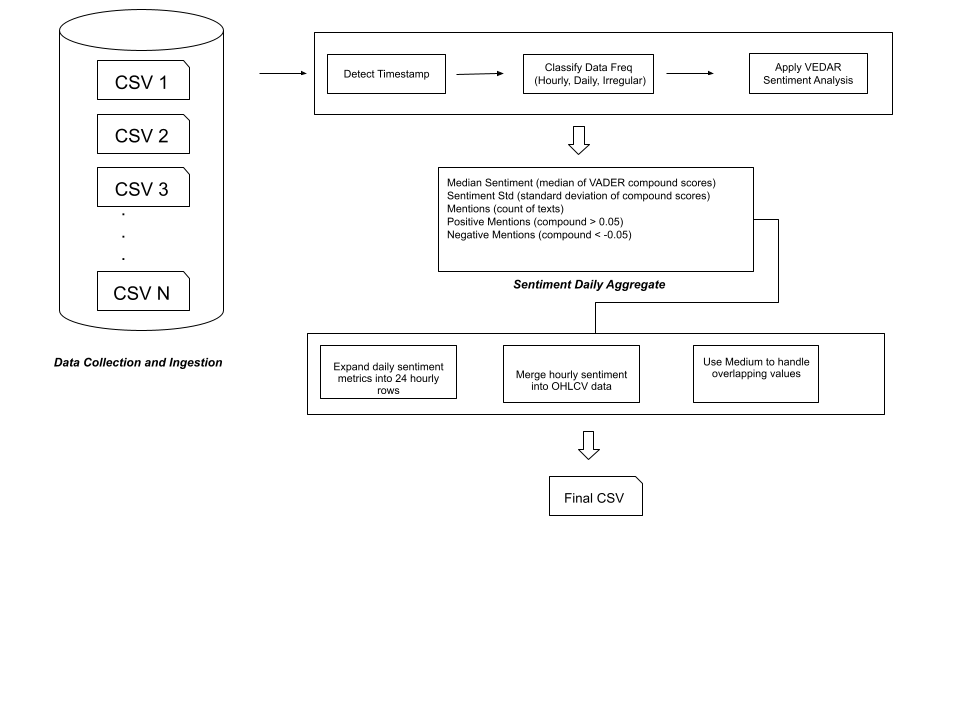 CSV 1
CSV 2
CSV 3
.
.
.
CSV N
Data Collection and Ingestion
Detect Timestamp
Classify Data Freq
(Hourly, Daily, Irregular)
Apply VEDAR
Sentiment Analysis
Median Sentiment (median of VADER compound scores)
Sentiment Std (standard deviation of compound scores)
Mentions (count of texts)
Positive Mentions (compound > 0.05)
Negative Mentions (compound < -0.05)
Sentiment Daily Aggregate
Expand daily sentiment
metrics into 24 hourly
rows
Merge hourly sentiment
into OHLCV data
Use Medium to handle
overlapping values
Final CSV